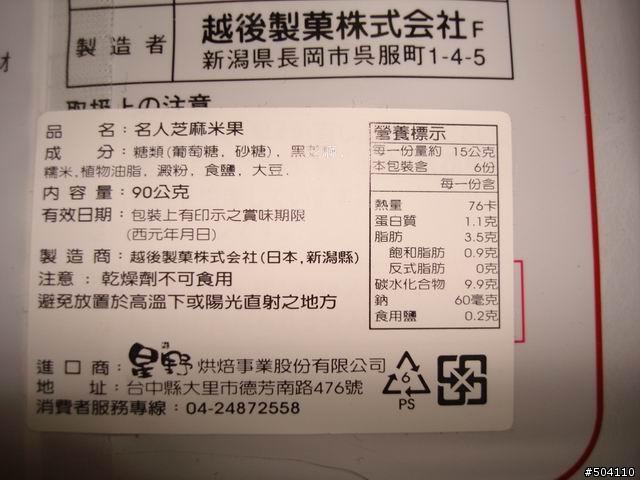 製造者
越後製菓株式会社F
新潟県長岡市呉服町1-4-5
取扱上の注意
品 名：名人芝麻米果
成 分：糖類(葡萄糖, 砂糖), 黑芝麻,
糯米,植物油脂, 澱粉, 食鹽, 大豆.
內容量：90公克
有效日期：包裝上有印示之賞味期限
(西元年月日)
製造商：越後製菓株式会社(日本,新潟縣)
注意：乾燥劑不可食用
避免放置於高溫下或陽光直射之地方
營養標示
每一份量約 15公克
本包裝含 6份
每一份含
熱量 76卡
蛋白質 1.1克
脂肪 3.5克
飽和脂肪 0.9克
反式脂肪 0克
碳水化合物 9.9克
鈉 60毫克
食用鹽 0.2克
進口商：星野烘焙事業股份有限公司
地 址：台中縣大里市德芳南路476號
消費者服務專線：04-24872558
6
PS
#504110